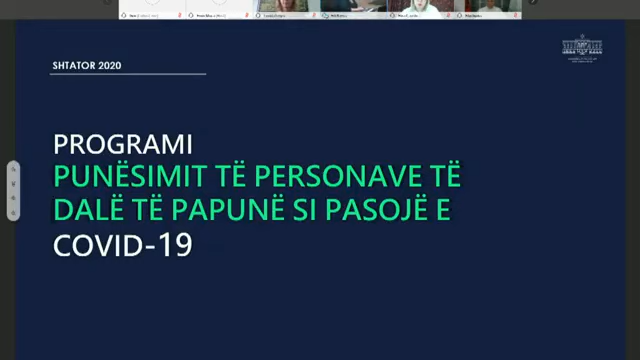 SHTATOR 2020
PROGRAMI
PUNËSIMIT TË PERSONAVE TË
DALË TË PAPUNË SI PASOJË E
COVID-19